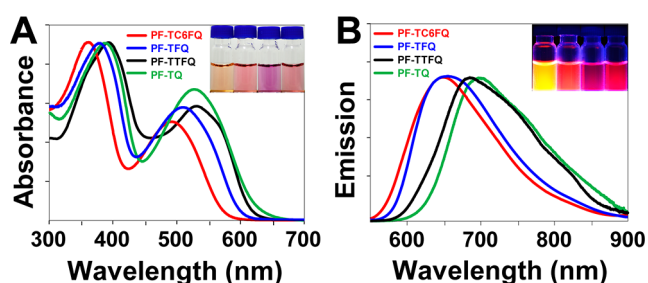 A
PF-TC6FQ
PF-TFQ
PF-TTFQ
PF-TQ
Absorbance
300 400 500 600 700
Wavelength (nm)
B
PF-TC6FQ
PF-TFQ
PF-TTFQ
PF-TQ
Emission
600 700 800 900
Wavelength (nm)